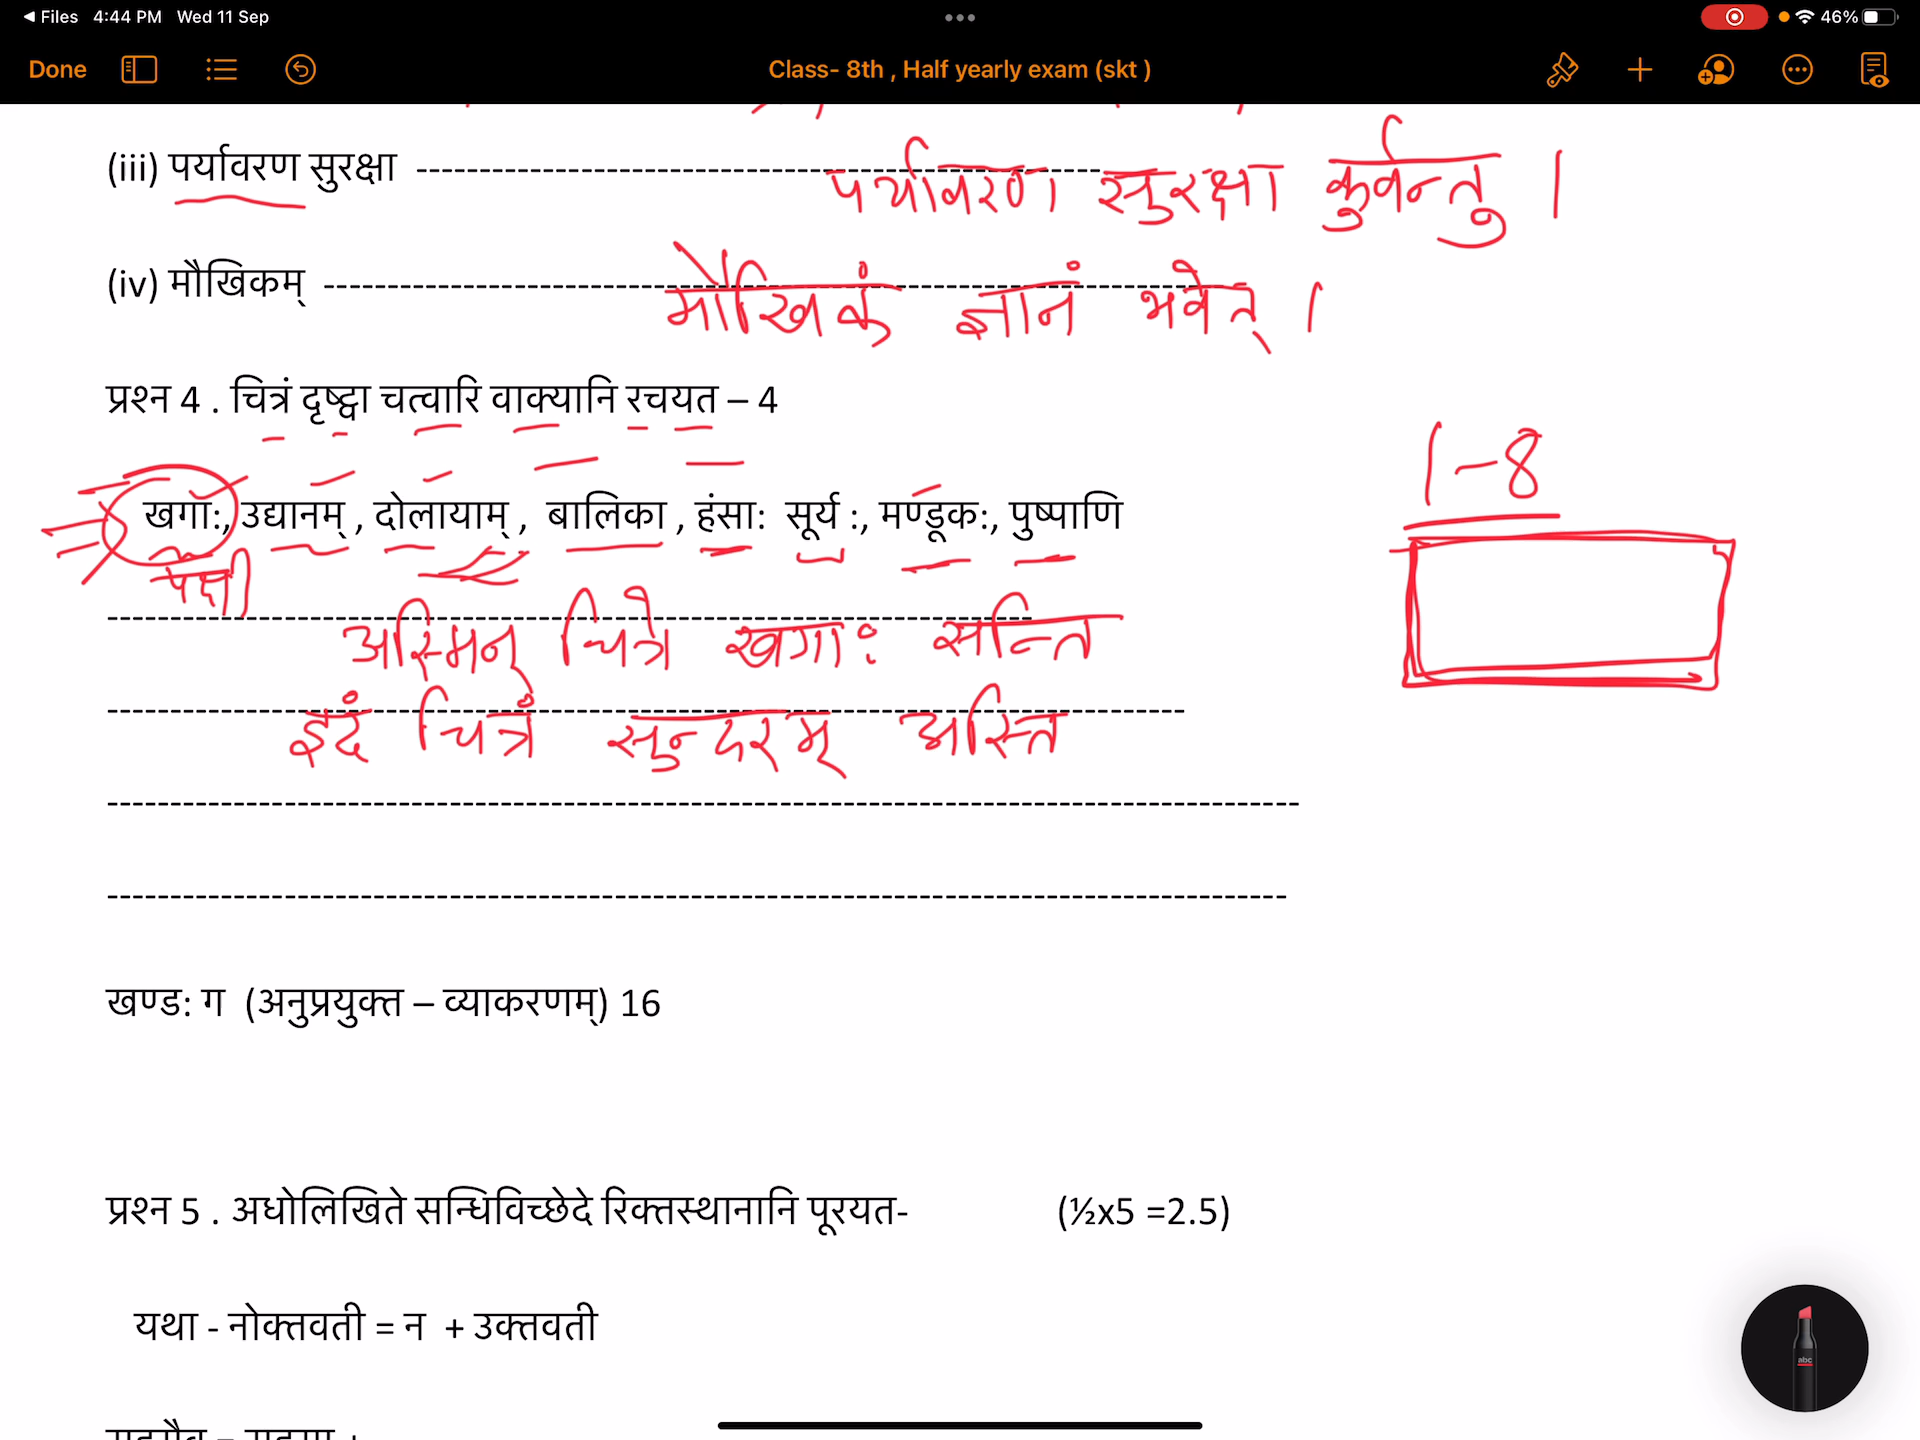 Files 4:44 PM Wed 11 Sep 46%
Done Class- 8th , Half yearly exam (skt )
(iii) पर्यावरण सुरक्षा ---------- पर्यावरण सुरक्षा कुर्वन्तु ।
(iv) मौखिकम् ---------- मौखिकं ज्ञानं भवेत् ।
प्रश्न 4 . चित्रं दृष्ट्वा चत्वारि वाक्यानि रचयत – 4
1-8
खगाः, उद्यानम् , दोलायाम् , बालिका , हंसाः सूर्य :, मण्डूकः, पुष्पाणि
पक्षी
अस्मिन् चित्रे खगाः सन्ति
इदं चित्रं सुन्दरम् अस्ति
खण्ड: ग (अनुप्रयुक्त – व्याकरणम्) 16
प्रश्न 5 . अधोलिखिते सन्धिविच्छेदे रिक्तस्थानानि पूरयत- (½x5 =2.5)
यथा - नोक्तवती = न + उक्तवती
abc